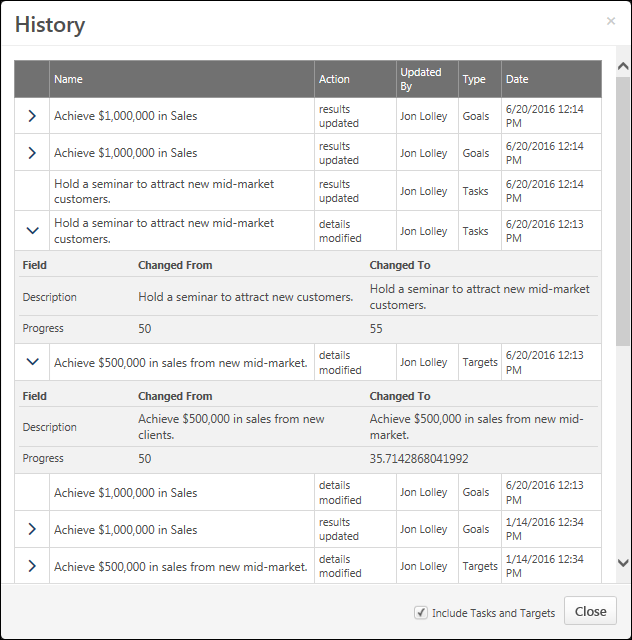 History
×
Name Action Updated By Type Date
Achieve $1,000,000 in Sales results updated Jon Lolley Goals 6/20/2016 12:14 PM
Achieve $1,000,000 in Sales results updated Jon Lolley Goals 6/20/2016 12:14 PM
Hold a seminar to attract new mid-market customers. results updated Jon Lolley Tasks 6/20/2016 12:14 PM
Hold a seminar to attract new mid-market customers. details modified Jon Lolley Tasks 6/20/2016 12:13 PM
Field Changed From Changed To
Description Hold a seminar to attract new customers. Hold a seminar to attract new mid-market customers.
Progress 50 55
Achieve $500,000 in sales from new mid-market. details modified Jon Lolley Targets 6/20/2016 12:13 PM
Field Changed From Changed To
Description Achieve $500,000 in sales from new clients. Achieve $500,000 in sales from new mid-market.
Progress 50 35.7142868041992
Achieve $1,000,000 in Sales details modified Jon Lolley Goals 6/20/2016 12:13 PM
Achieve $1,000,000 in Sales results updated Jon Lolley Goals 1/14/2016 12:34 PM
Achieve $500,000 in sales from new mid-market. details modified Jon Lolley Targets 1/14/2016 12:34 PM
Include Tasks and Targets
Close